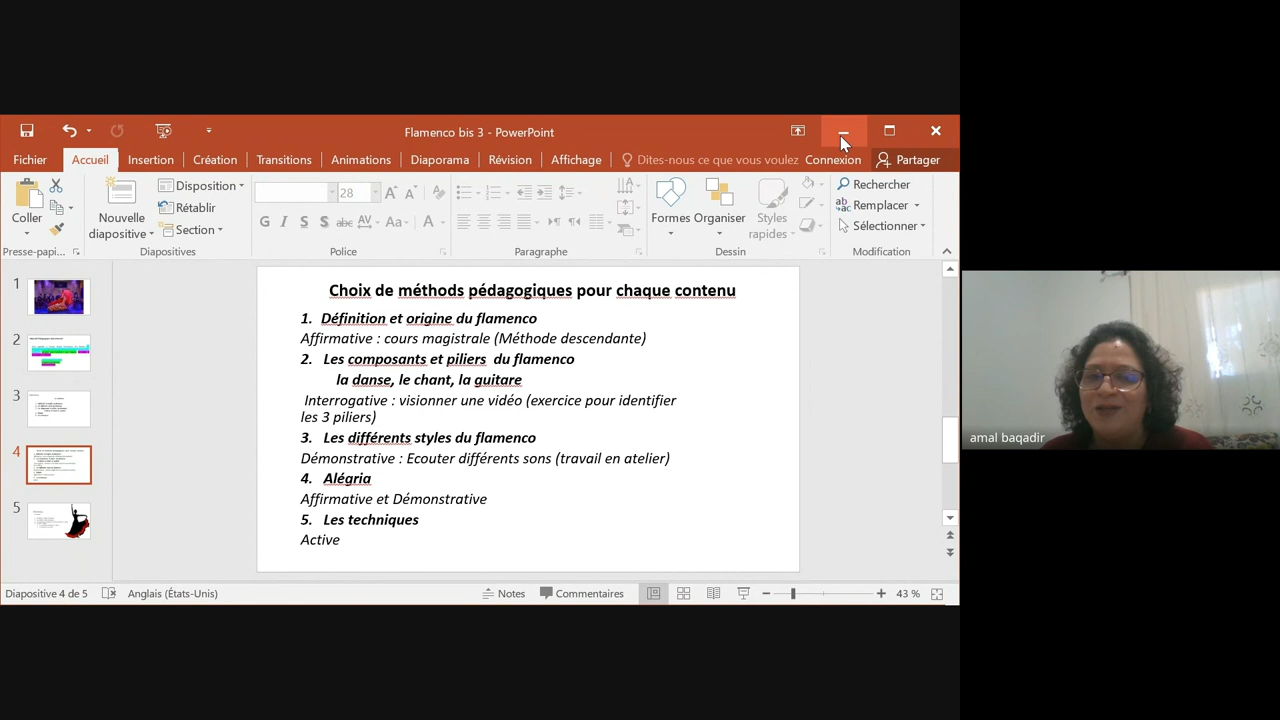 Flamenco bis 3 - PowerPoint
Fichier Accueil Insertion Création Transitions Animations Diaporama Révision Affichage Dites-nous ce que vous voulez Connexion Partager
Coller
Nouvelle diapositive
Disposition
Rétablir
Section
28
Formes Organiser Styles rapides
Rechercher
Remplacer
Sélectionner
Presse-papi... Diapositives Police Paragraphe Dessin Modification
1
2
3
4
5
Choix de méthods pédagogiques pour chaque contenu
1. Définition et origine du flamenco
Affirmative : cours magistrale (Méthode descendante)
2. Les composants et piliers du flamenco
la danse, le chant, la guitare
Interrogative : visionner une vidéo (exercice pour identifier
les 3 piliers)
3. Les différents styles du flamenco
Démonstrative : Ecouter différents sons (travail en atelier)
4. Alégria
Affirmative et Démonstrative
5. Les techniques
Active
Diapositive 4 de 5 Anglais (États-Unis) Notes Commentaires 43 %
amal baqadir